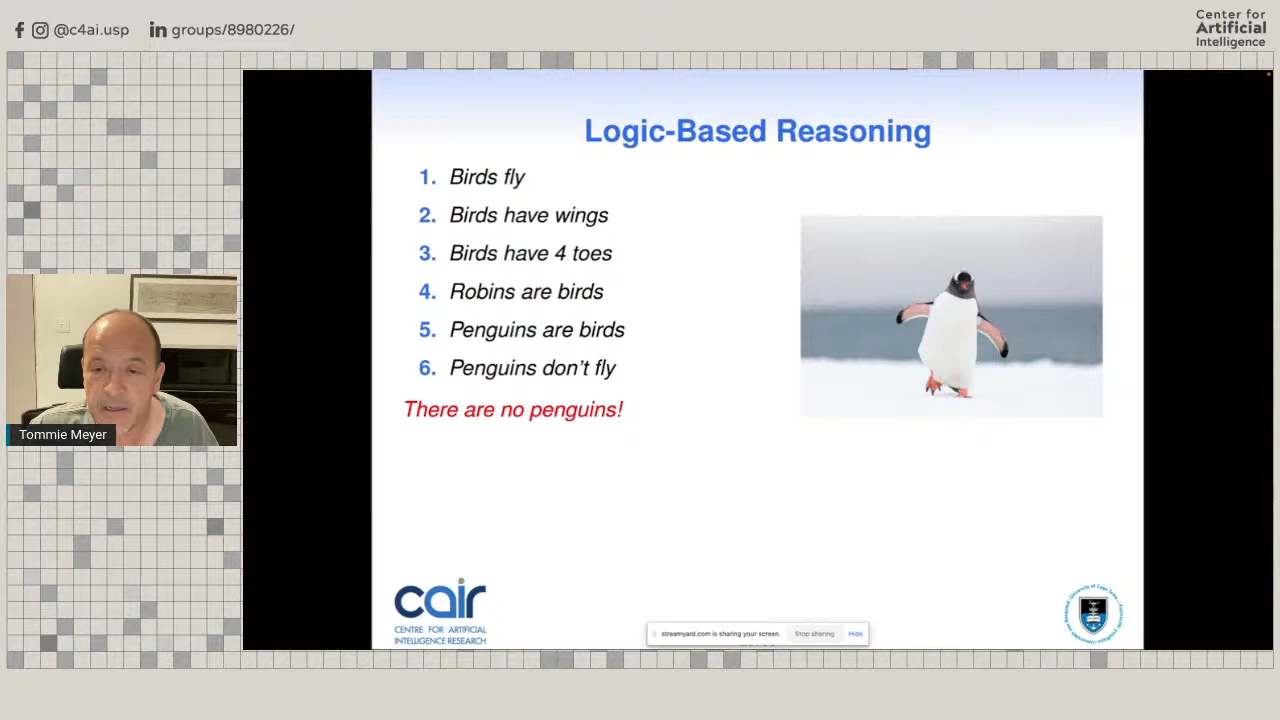 @c4ai.usp
groups/8980226/
Center for
Artificial
Intelligence
Logic-Based Reasoning
1. Birds fly
2. Birds have wings
3. Birds have 4 toes
4. Robins are birds
5. Penguins are birds
6. Penguins don't fly
There are no penguins!
Tommie Meyer
cair
CENTRE FOR ARTIFICIAL
INTELLIGENCE RESEARCH
streamyard.com is sharing your screen.
Stop sharing
Hide